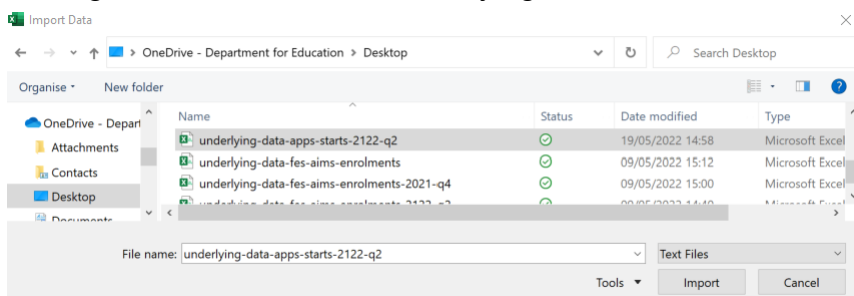 Import Data
OneDrive - Department for Education > Desktop
Search Desktop
Organise
New folder
OneDrive - Depart
Attachments
Contacts
Desktop
Documents
Name Status Date modified Type
underlying-data-apps-starts-2122-q2 19/05/2022 14:58 Microsoft Excel
underlying-data-fes-aims-enrolments 09/05/2022 15:12 Microsoft Excel
underlying-data-fes-aims-enrolments-2021-q4 09/05/2022 15:00 Microsoft Excel
File name: underlying-data-apps-starts-2122-q2 Text Files
Tools Import Cancel